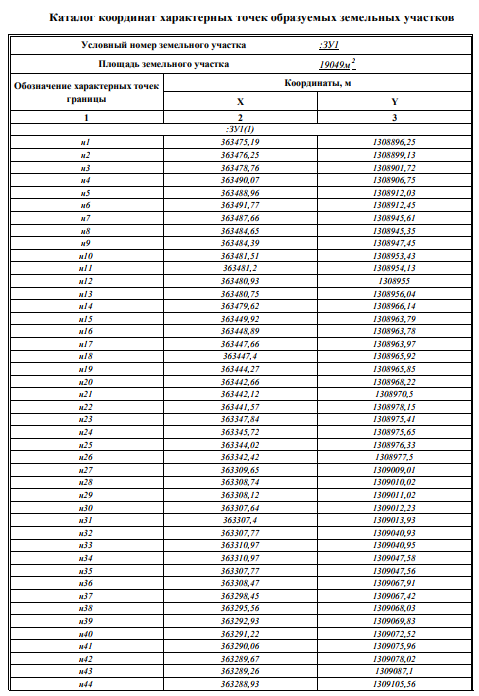 Каталог координат характерных точек образуемых земельных участков
Условный номер земельного участка :ЗУ1
Площадь земельного участка 19049м²
Обозначение характерных точек границы Координаты, м
X Y
1 2 3
:ЗУ1(1)
н1 363475,19 1308896,25
н2 363476,25 1308899,13
н3 363478,76 1308901,72
н4 363490,07 1308906,75
н5 363488,96 1308912,03
н6 363491,77 1308912,45
н7 363487,66 1308945,61
н8 363484,65 1308945,35
н9 363484,39 1308947,45
н10 363481,51 1308953,43
н11 363481,2 1308954,13
н12 363480,93 1308955
н13 363480,75 1308956,04
н14 363479,62 1308966,14
н15 363449,92 1308963,79
н16 363448,89 1308963,78
н17 363447,66 1308963,97
н18 363447,4 1308965,92
н19 363444,27 1308965,85
н20 363442,66 1308968,22
н21 363442,12 1308970,5
н22 363441,57 1308978,15
н23 363347,84 1308975,41
н24 363345,72 1308975,65
н25 363344,02 1308976,33
н26 363342,42 1308977,5
н27 363309,65 1309009,01
н28 363308,74 1309010,02
н29 363308,12 1309011,02
н30 363307,64 1309012,23
н31 363307,4 1309013,93
н32 363307,77 1309040,93
н33 363310,97 1309040,95
н34 363310,97 1309047,58
н35 363307,77 1309047,56
н36 363308,47 1309067,91
н37 363298,45 1309067,42
н38 363295,56 1309068,03
н39 363292,93 1309069,83
н40 363291,22 1309072,52
н41 363290,06 1309075,96
н42 363289,67 1309078,02
н43 363289,26 1309087,1
н44 363288,93 1309105,56